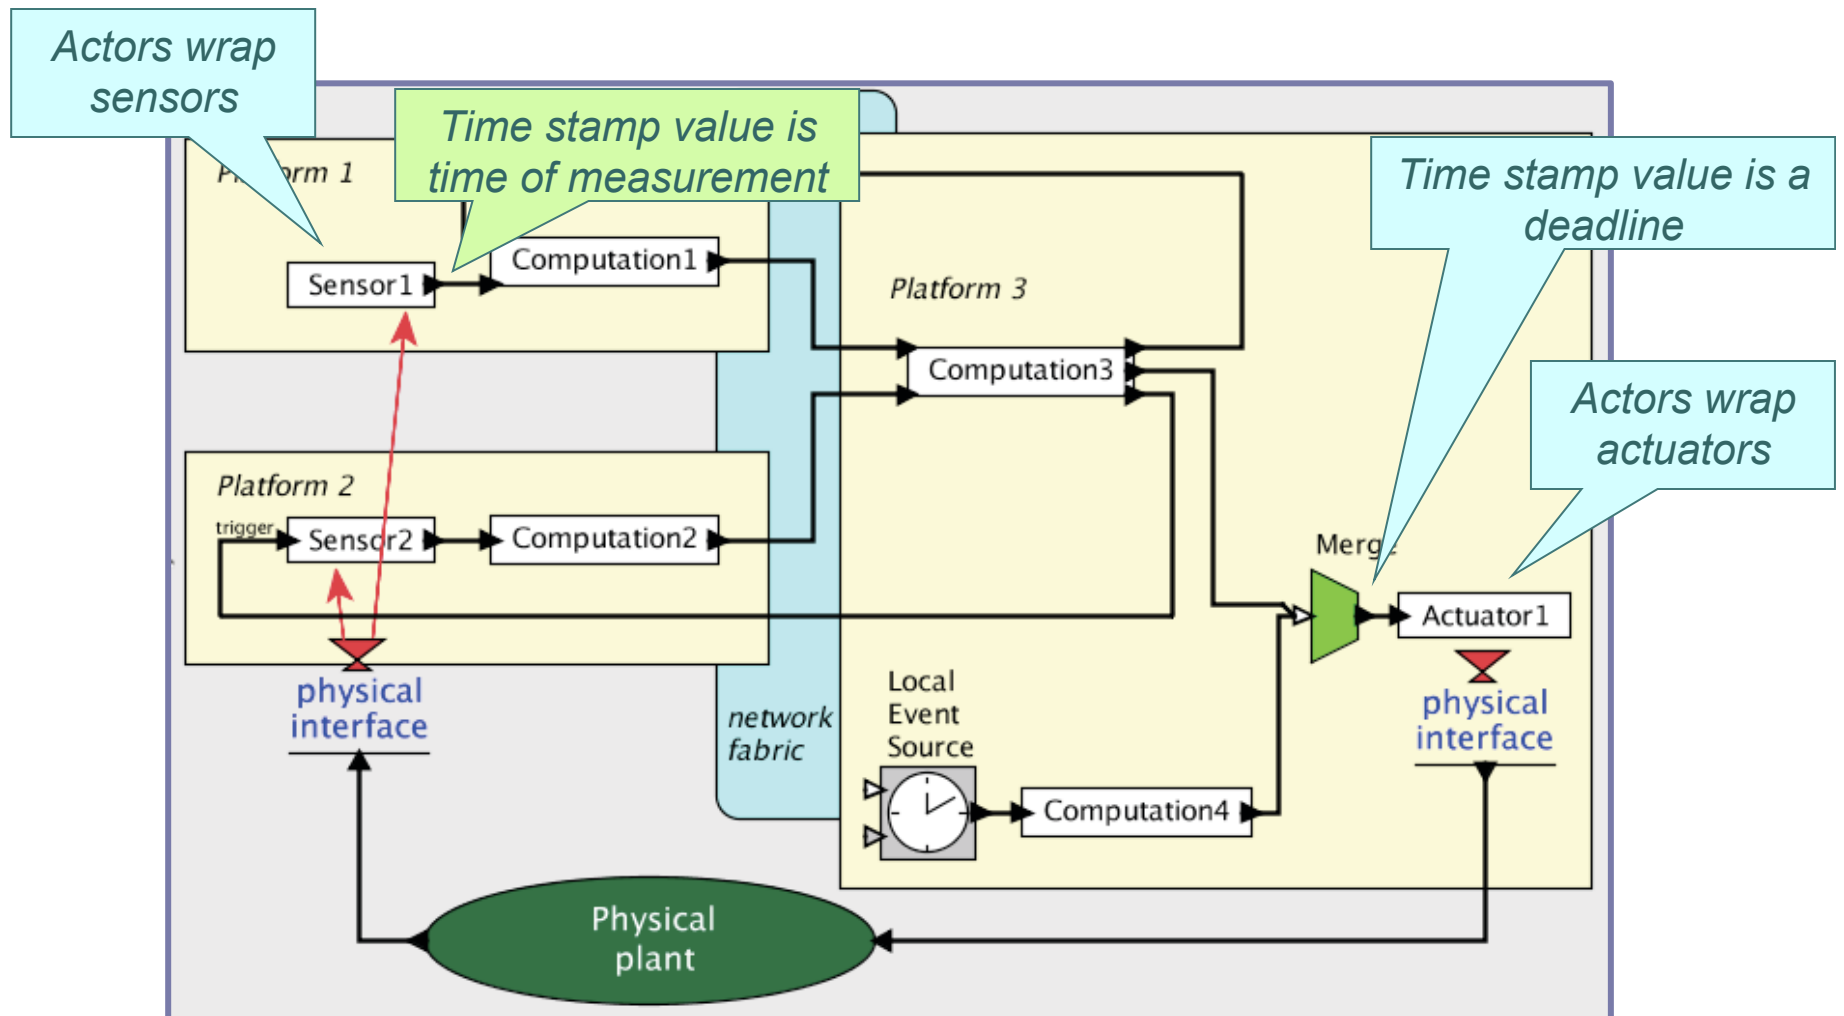 Actors wrap
sensors
Time stamp value is
time of measurement
Time stamp value is a
deadline
Platform 1
Sensor1
Computation1
Platform 3
Computation3
Actors wrap
actuators
Platform 2
trigger
Sensor2
Computation2
Merge
Actuator1
physical
interface
network
fabric
Local
Event
Source
Computation4
physical
interface
Physical
plant